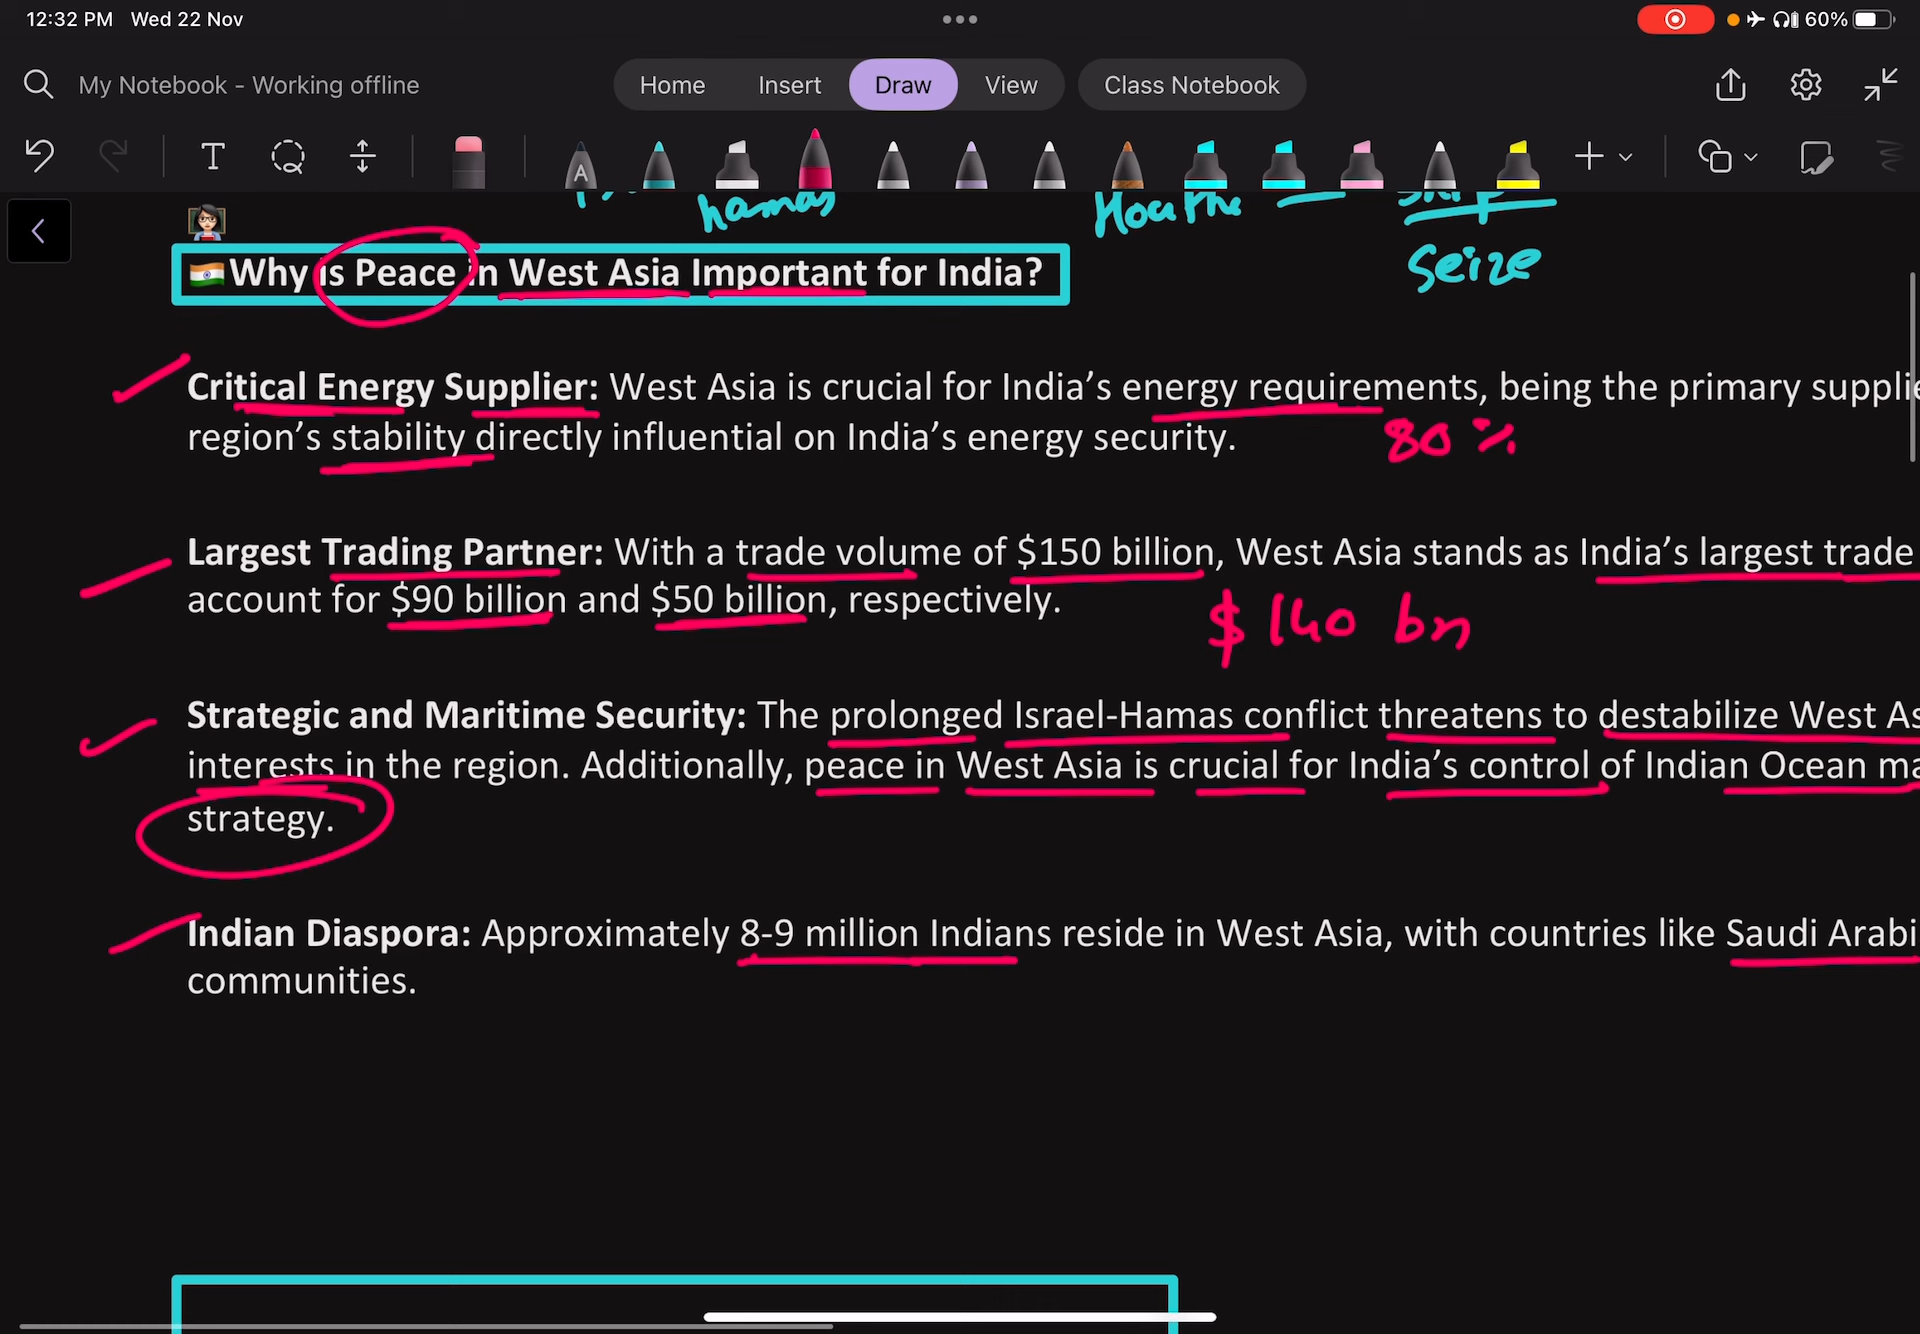 12:32 PM Wed 22 Nov
60%
My Notebook - Working offline
Home Insert Draw View Class Notebook
T
A
hamas
Seize
Why is Peace in West Asia Important for India?
Critical Energy Supplier: West Asia is crucial for India's energy requirements, being the primary
region's stability directly influential on India's energy security.
80%
Largest Trading Partner: With a trade volume of $150 billion, West Asia stands as India's largest trade
account for $90 billion and $50 billion, respectively.
$140 bn
Strategic and Maritime Security: The prolonged Israel-Hamas conflict threatens to destabilize West
interests in the region. Additionally, peace in West Asia is crucial for India's control of Indian Ocean
strategy.
Indian Diaspora: Approximately 8-9 million Indians reside in West Asia, with countries like Saudi
communities.